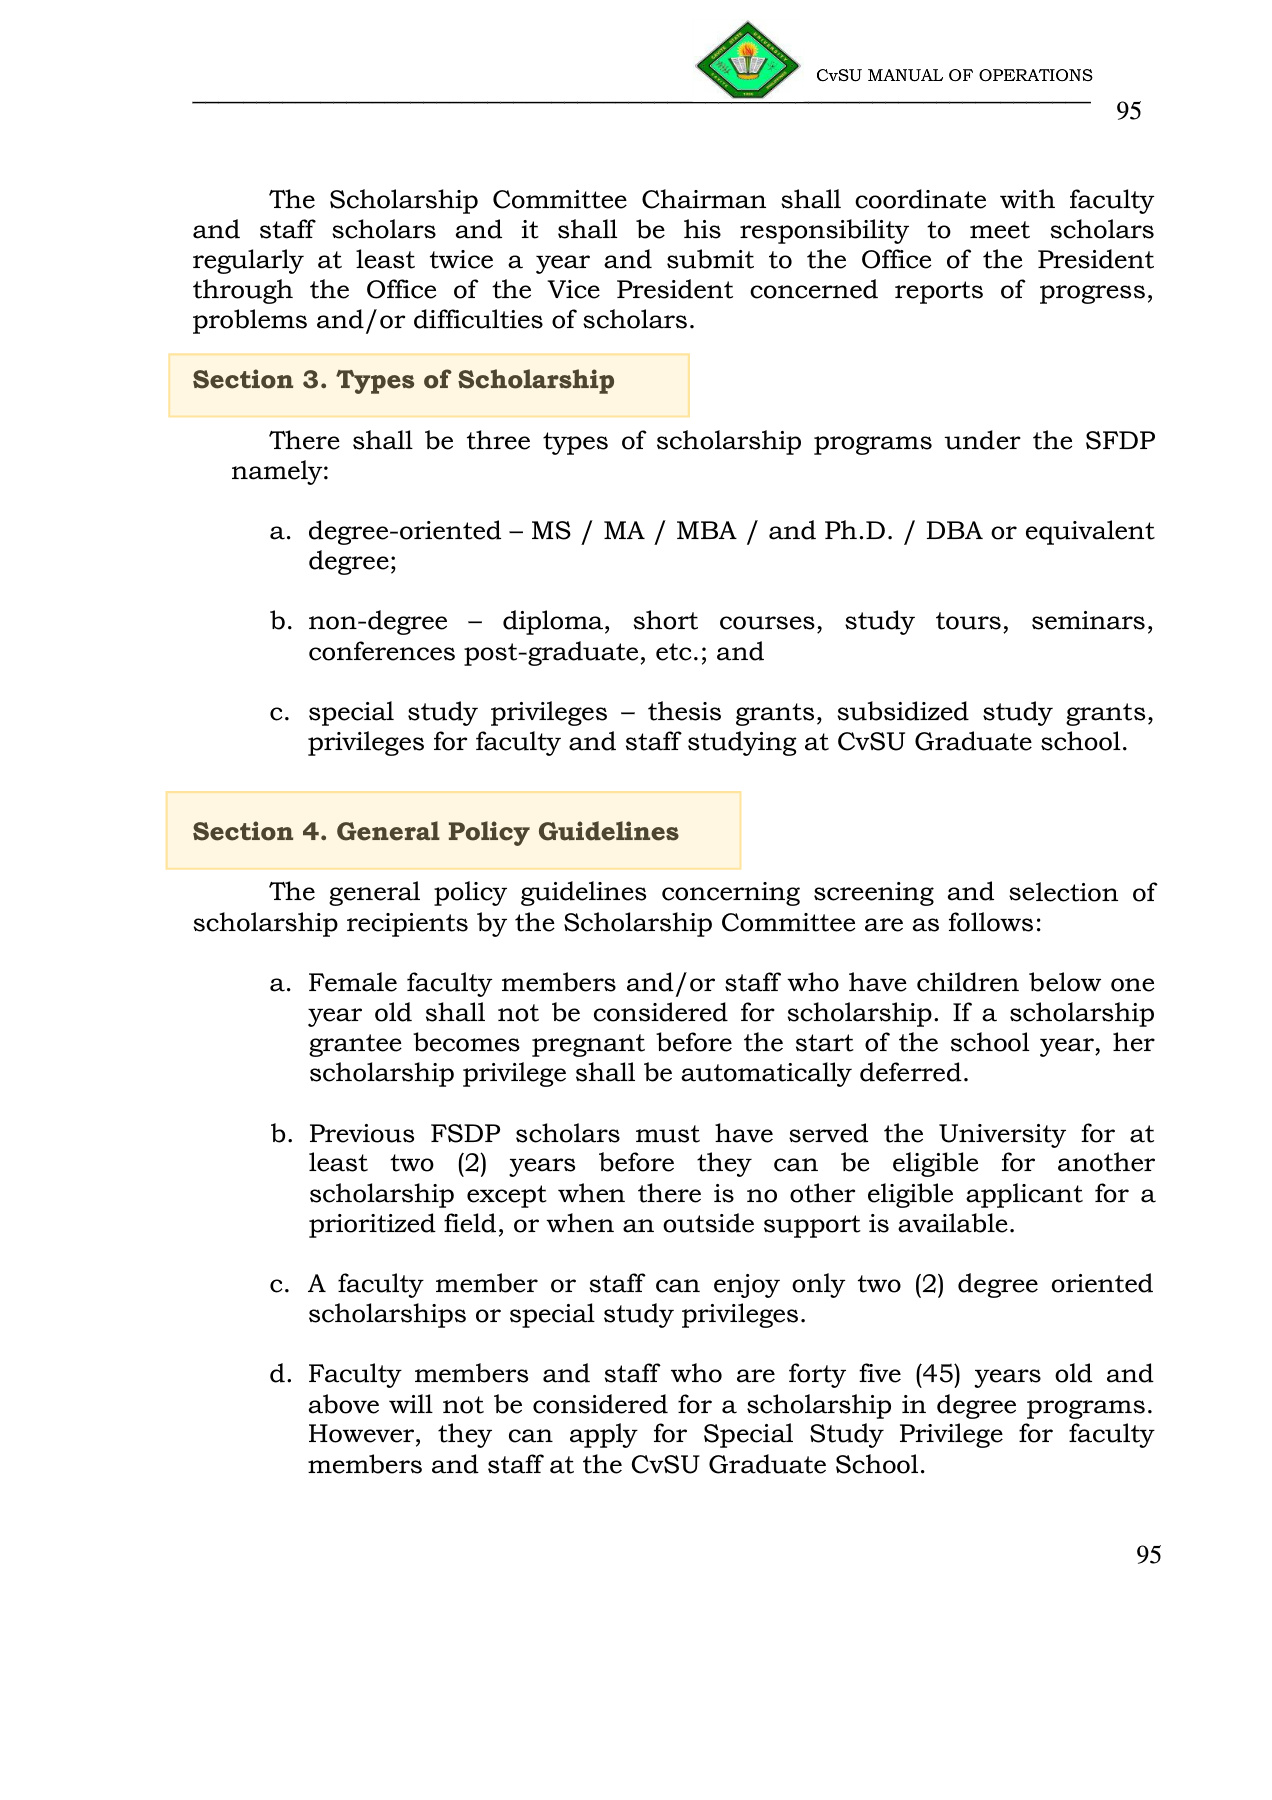 CvSU MANUAL OF OPERATIONS
95
The Scholarship Committee Chairman shall coordinate with faculty
and staff scholars and it shall be his responsibility to meet scholars
regularly at least twice a year and submit to the Office of the President
through the Office of the Vice President concerned reports of progress,
problems and/or difficulties of scholars.
Section 3. Types of Scholarship
There shall be three types of scholarship programs under the SFDP
namely:
a. degree-oriented – MS / MA / MBA / and Ph.D. / DBA or equivalent
degree;
b. non-degree – diploma, short courses, study tours, seminars,
conferences post-graduate, etc.; and
c. special study privileges – thesis grants, subsidized study grants,
privileges for faculty and staff studying at CvSU Graduate school.
Section 4. General Policy Guidelines
The general policy guidelines concerning screening and selection of
scholarship recipients by the Scholarship Committee are as follows:
a. Female faculty members and/or staff who have children below one
year old shall not be considered for scholarship. If a scholarship
grantee becomes pregnant before the start of the school year, her
scholarship privilege shall be automatically deferred.
b. Previous FSDP scholars must have served the University for at
least two (2) years before they can be eligible for another
scholarship except when there is no other eligible applicant for a
prioritized field, or when an outside support is available.
c. A faculty member or staff can enjoy only two (2) degree oriented
scholarships or special study privileges.
d. Faculty members and staff who are forty five (45) years old and
above will not be considered for a scholarship in degree programs.
However, they can apply for Special Study Privilege for faculty
members and staff at the CvSU Graduate School.
95